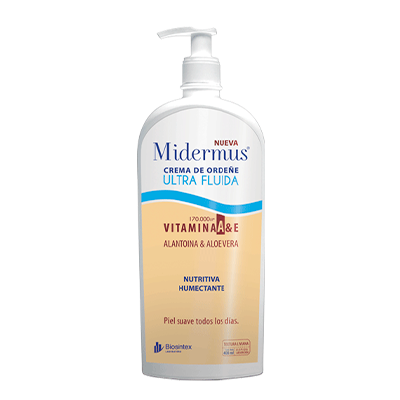 NUEVA
Midermus®
CREMA DE ORDEÑE
ULTRA FLUIDA
170.000
VITAMINA A & E
ALANTOINA & ALOE VERA
NUTRITIVA
HUMECTANTE
Piel suave todos los días.
Biosintex